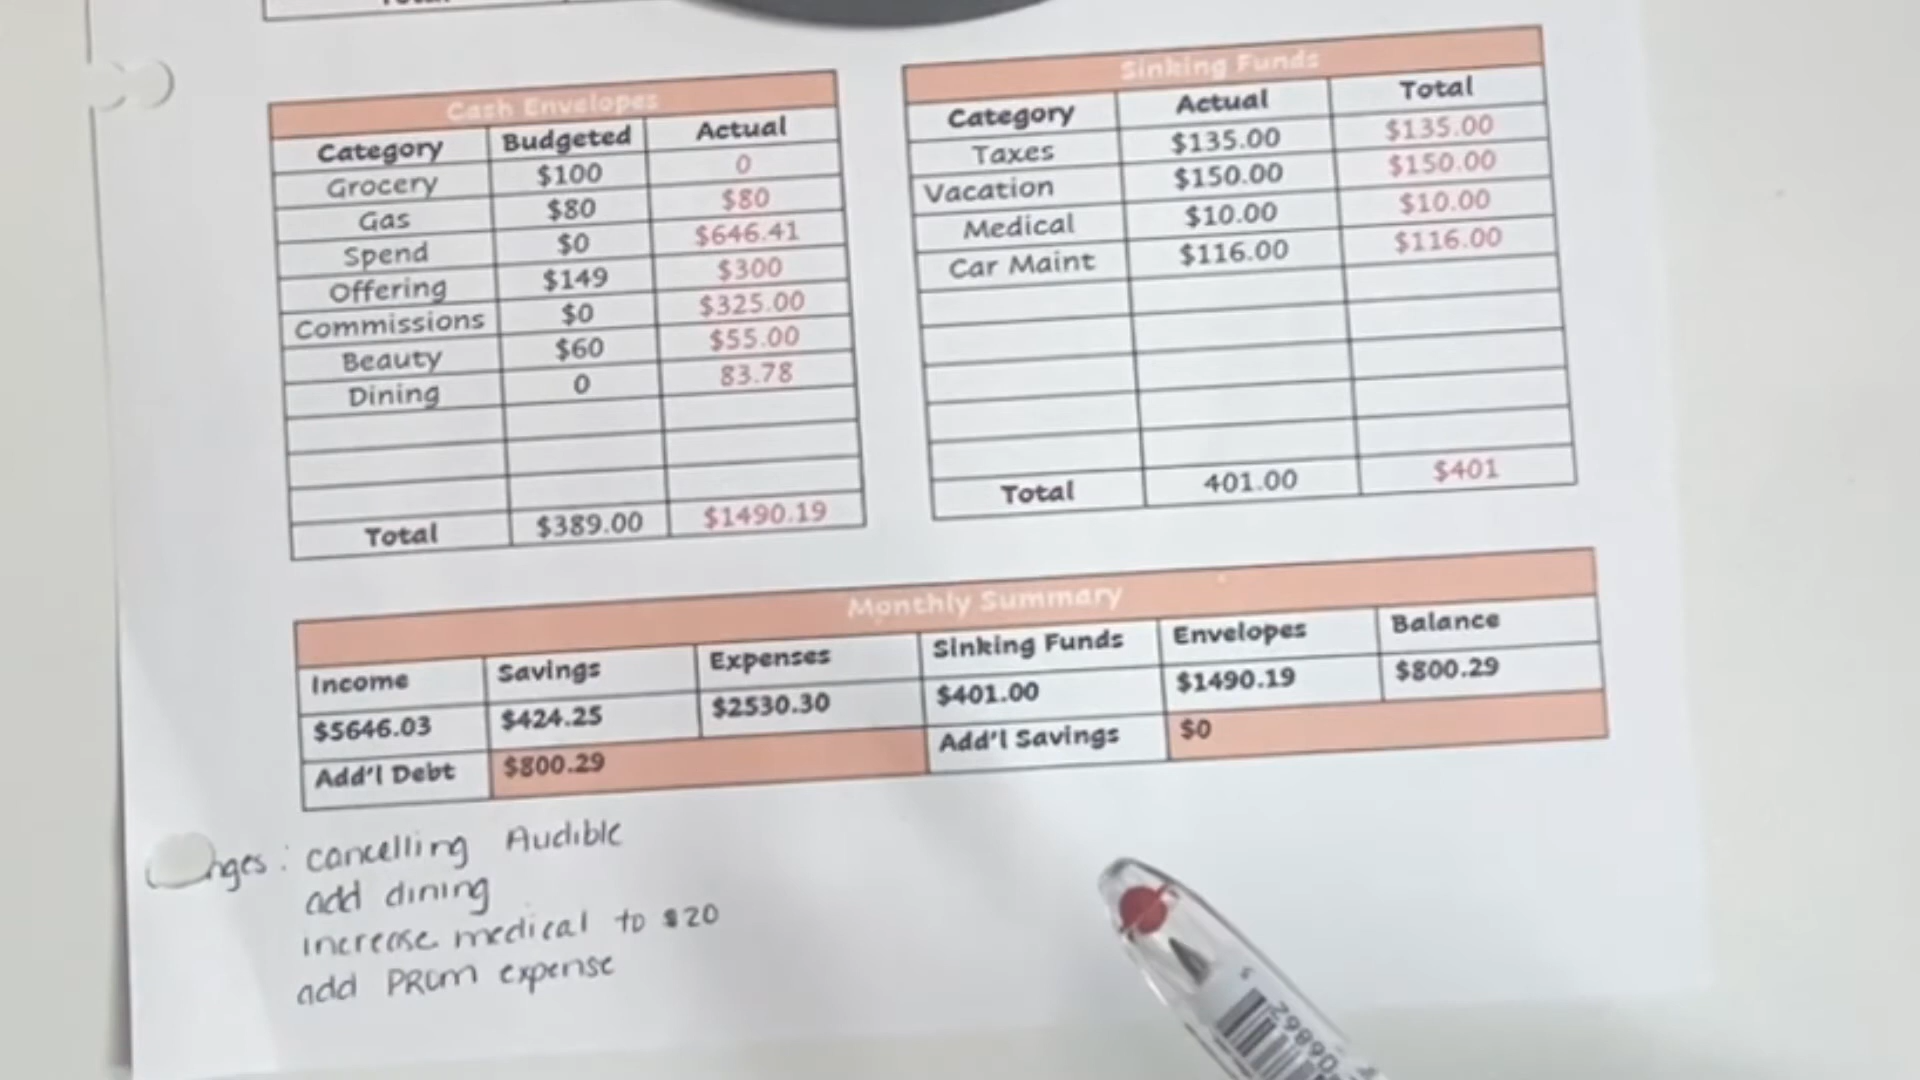 Cash Envelopes
Category Budgeted Actual
Grocery $100 0
Gas $80 $80
Spend $0 $646.41
Offering $149 $300
Commissions $0 $325.00
Beauty $60 $55.00
Dining 0 83.78
Total $389.00 $1490.19
Sinking Funds
Category Actual Total
Taxes $135.00 $135.00
Vacation $150.00 $150.00
Medical $10.00 $10.00
Car Maint $116.00 $116.00
Total 401.00 $401
Monthly Summary
Income Savings Expenses Sinking Funds Envelopes Balance
$5646.03 $424.25 $2530.30 $401.00 $1490.19 $800.29
Add'l Debt $800.29 Add'l Savings $0
nges: cancelling Audible
add dining
increase medical to $20
add PROM expense